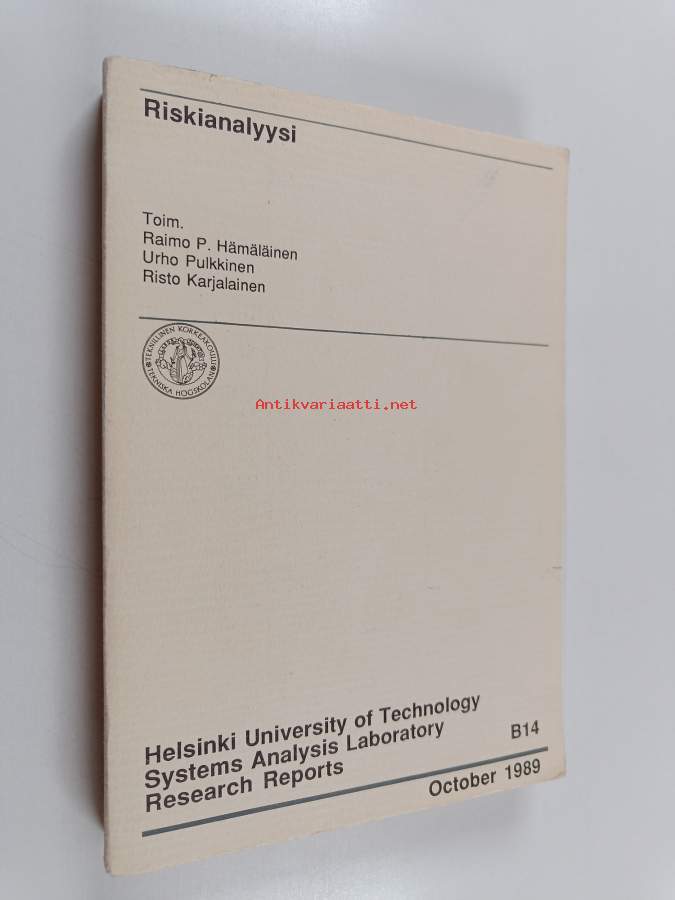 Riskianalyysi
Toim.
Raimo P. Hämäläinen
Urho Pulkkinen
Risto Karjalainen
TEKNILLINEN KORKEAKOULU
TEKNISKA HÖGSKOLAN
Antikvariaatti.net
Helsinki University of Technology
Systems Analysis Laboratory
Research Reports
B14
October 1989